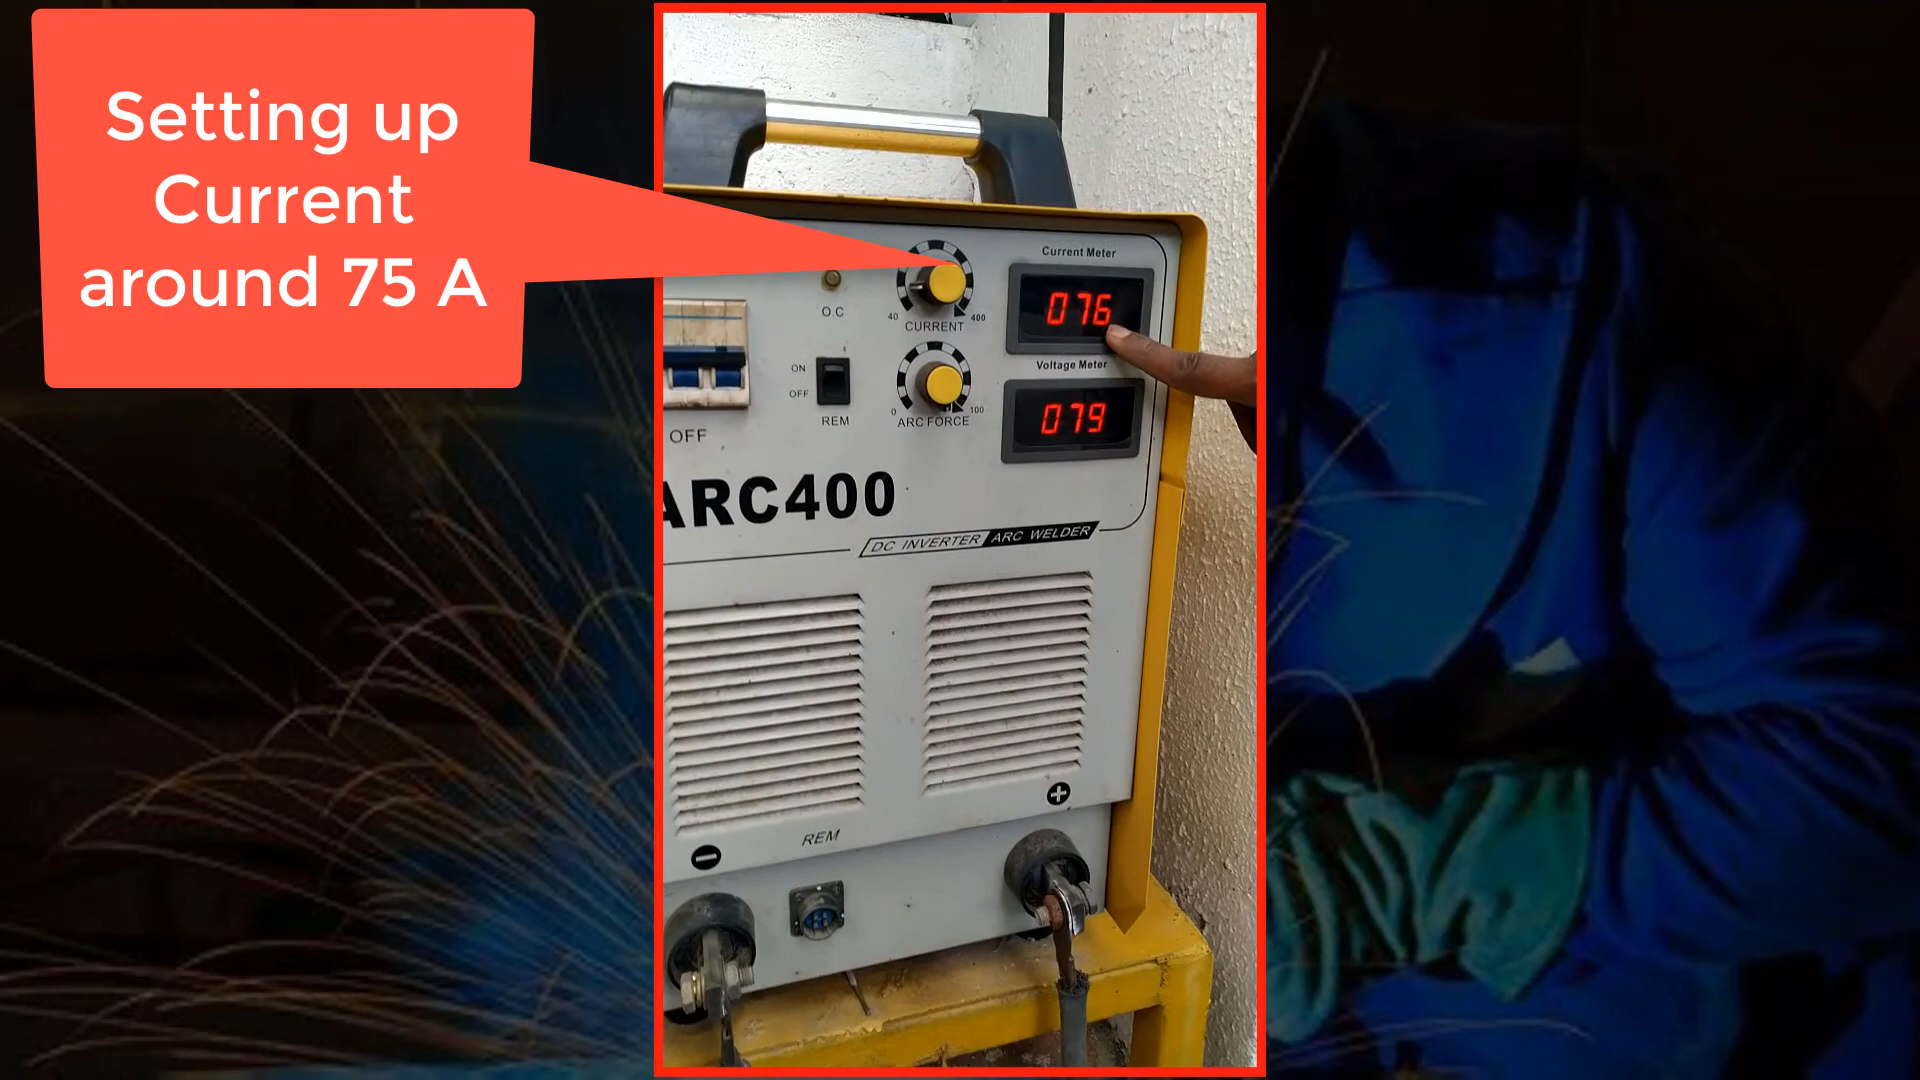 Setting up
Current
around 75 A
Current Meter
076
O.C
40
400
CURRENT
Voltage Meter
079
ON
OFF
REM
0
100
ARC FORCE
OFF
ARC400
DC INVERTER ARC WELDER
+
REM
−